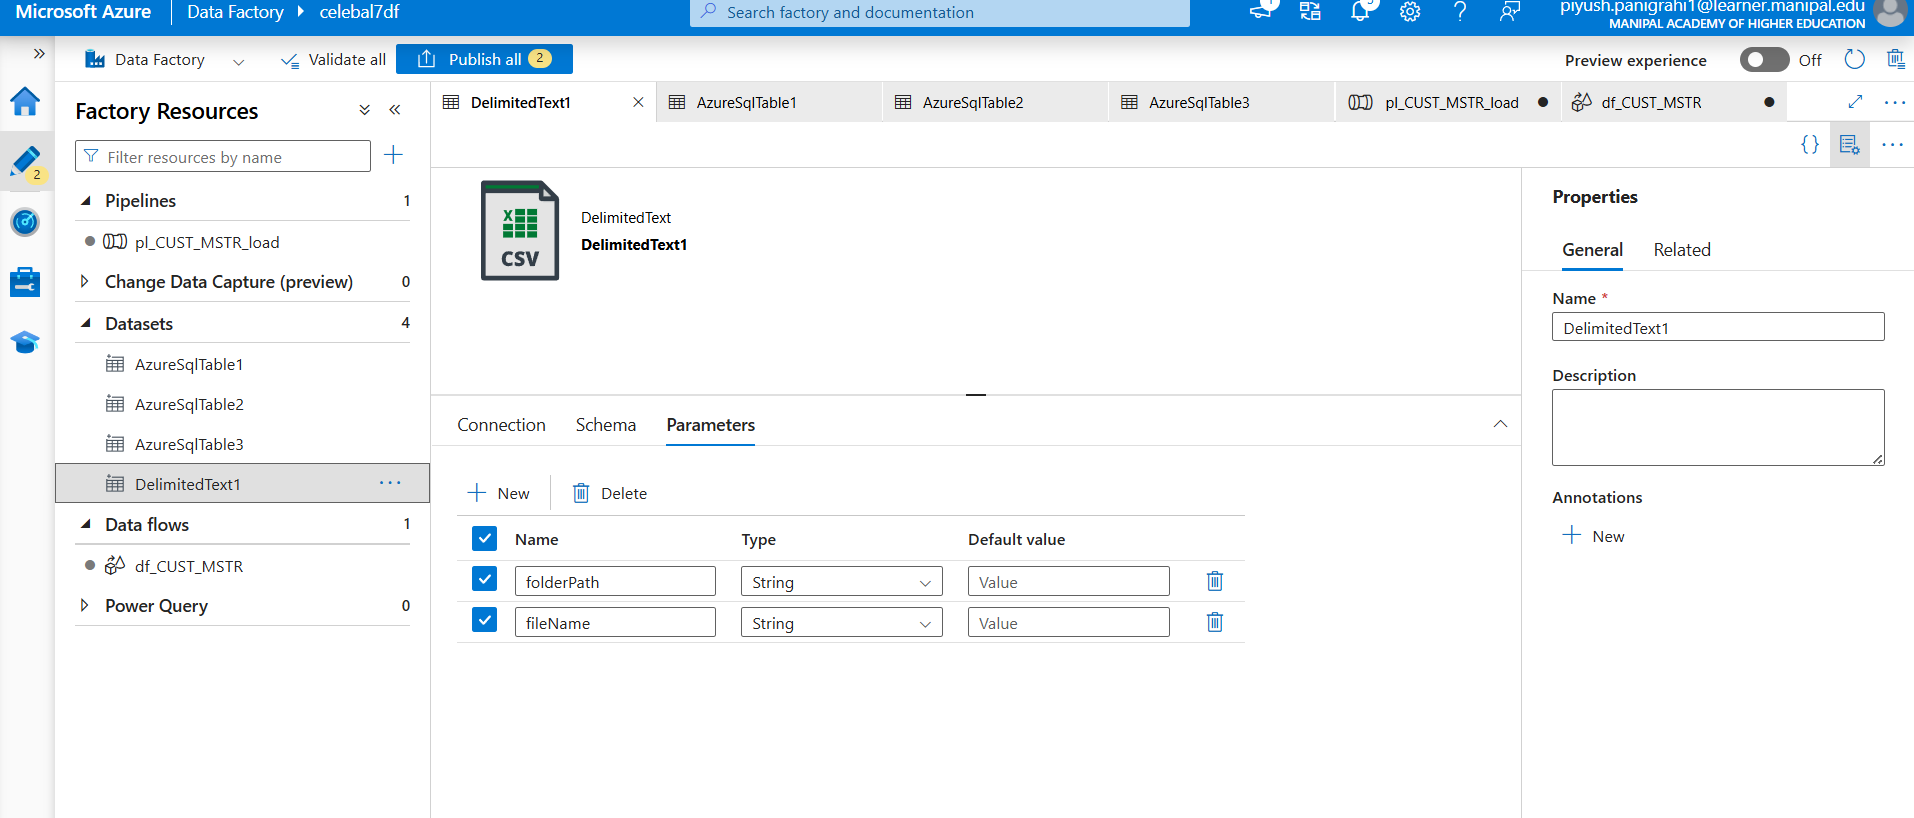 Microsoft Azure
Data Factory
celebal7df
Search factory and documentation
piyush.panigrahi1@learner.manipal.edu
MANIPAL ACADEMY OF HIGHER EDUCATION
Data Factory
Validate all
Publish all
2
Preview experience
Off
2
Factory Resources
Filter resources by name
Pipelines
1
pl_CUST_MSTR_load
Change Data Capture (preview)
0
Datasets
4
AzureSqlTable1
AzureSqlTable2
AzureSqlTable3
DelimitedText1
...
Data flows
1
df_CUST_MSTR
Power Query
0
DelimitedText1
AzureSqlTable1
AzureSqlTable2
AzureSqlTable3
pl_CUST_MSTR_load
df_CUST_MSTR
...
{}
...
X
CSV
DelimitedText
DelimitedText1
Connection
Schema
Parameters
New
Delete
Name
Type
Default value
folderPath
String
Value
fileName
String
Value
Properties
General
Related
Name *
DelimitedText1
Description
Annotations
New